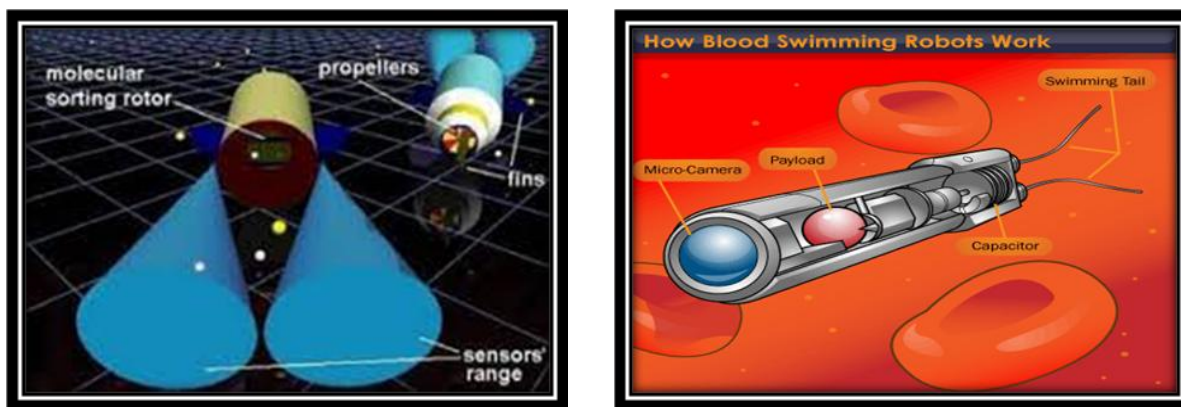 molecular
sorting rotor
propellers
fins
sensors'
range
How Blood Swimming Robots Work
Swimming Tail
Payload
Micro-Camera
Capacitor